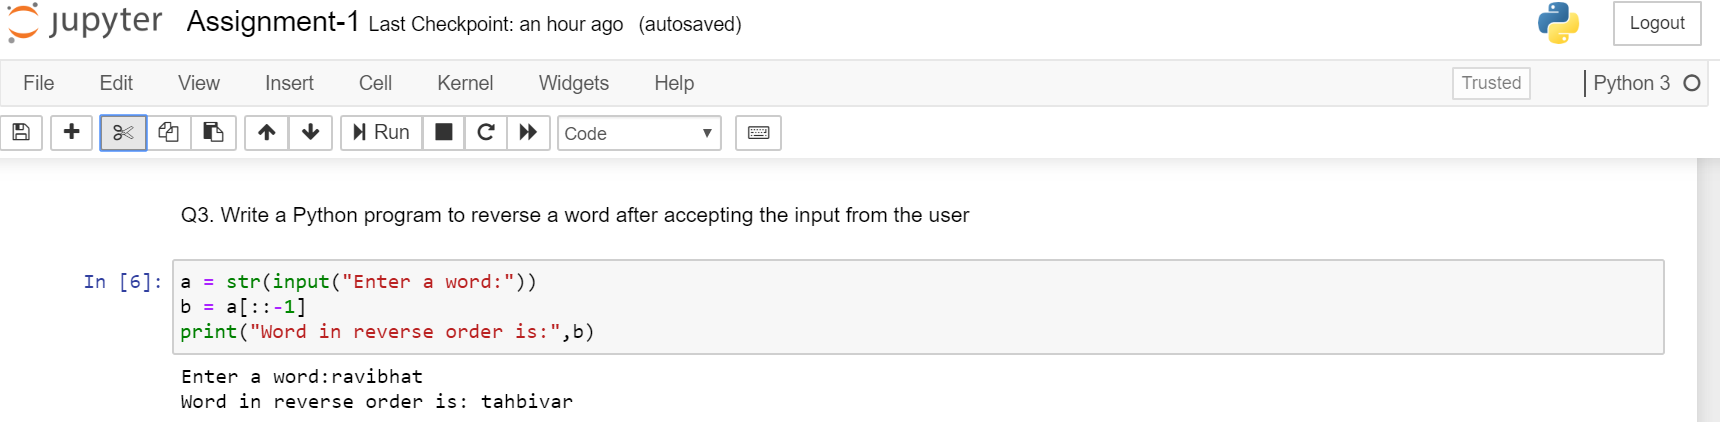 jupyter Assignment-1 Last Checkpoint: an hour ago (autosaved) Logout
File Edit View Insert Cell Kernel Widgets Help Trusted Python 3
Run Code
Q3. Write a Python program to reverse a word after accepting the input from the user
In [6]: a = str(input("Enter a word:"))
b = a[::-1]
print("Word in reverse order is:",b)
Enter a word:ravibhat
Word in reverse order is: tahbivar